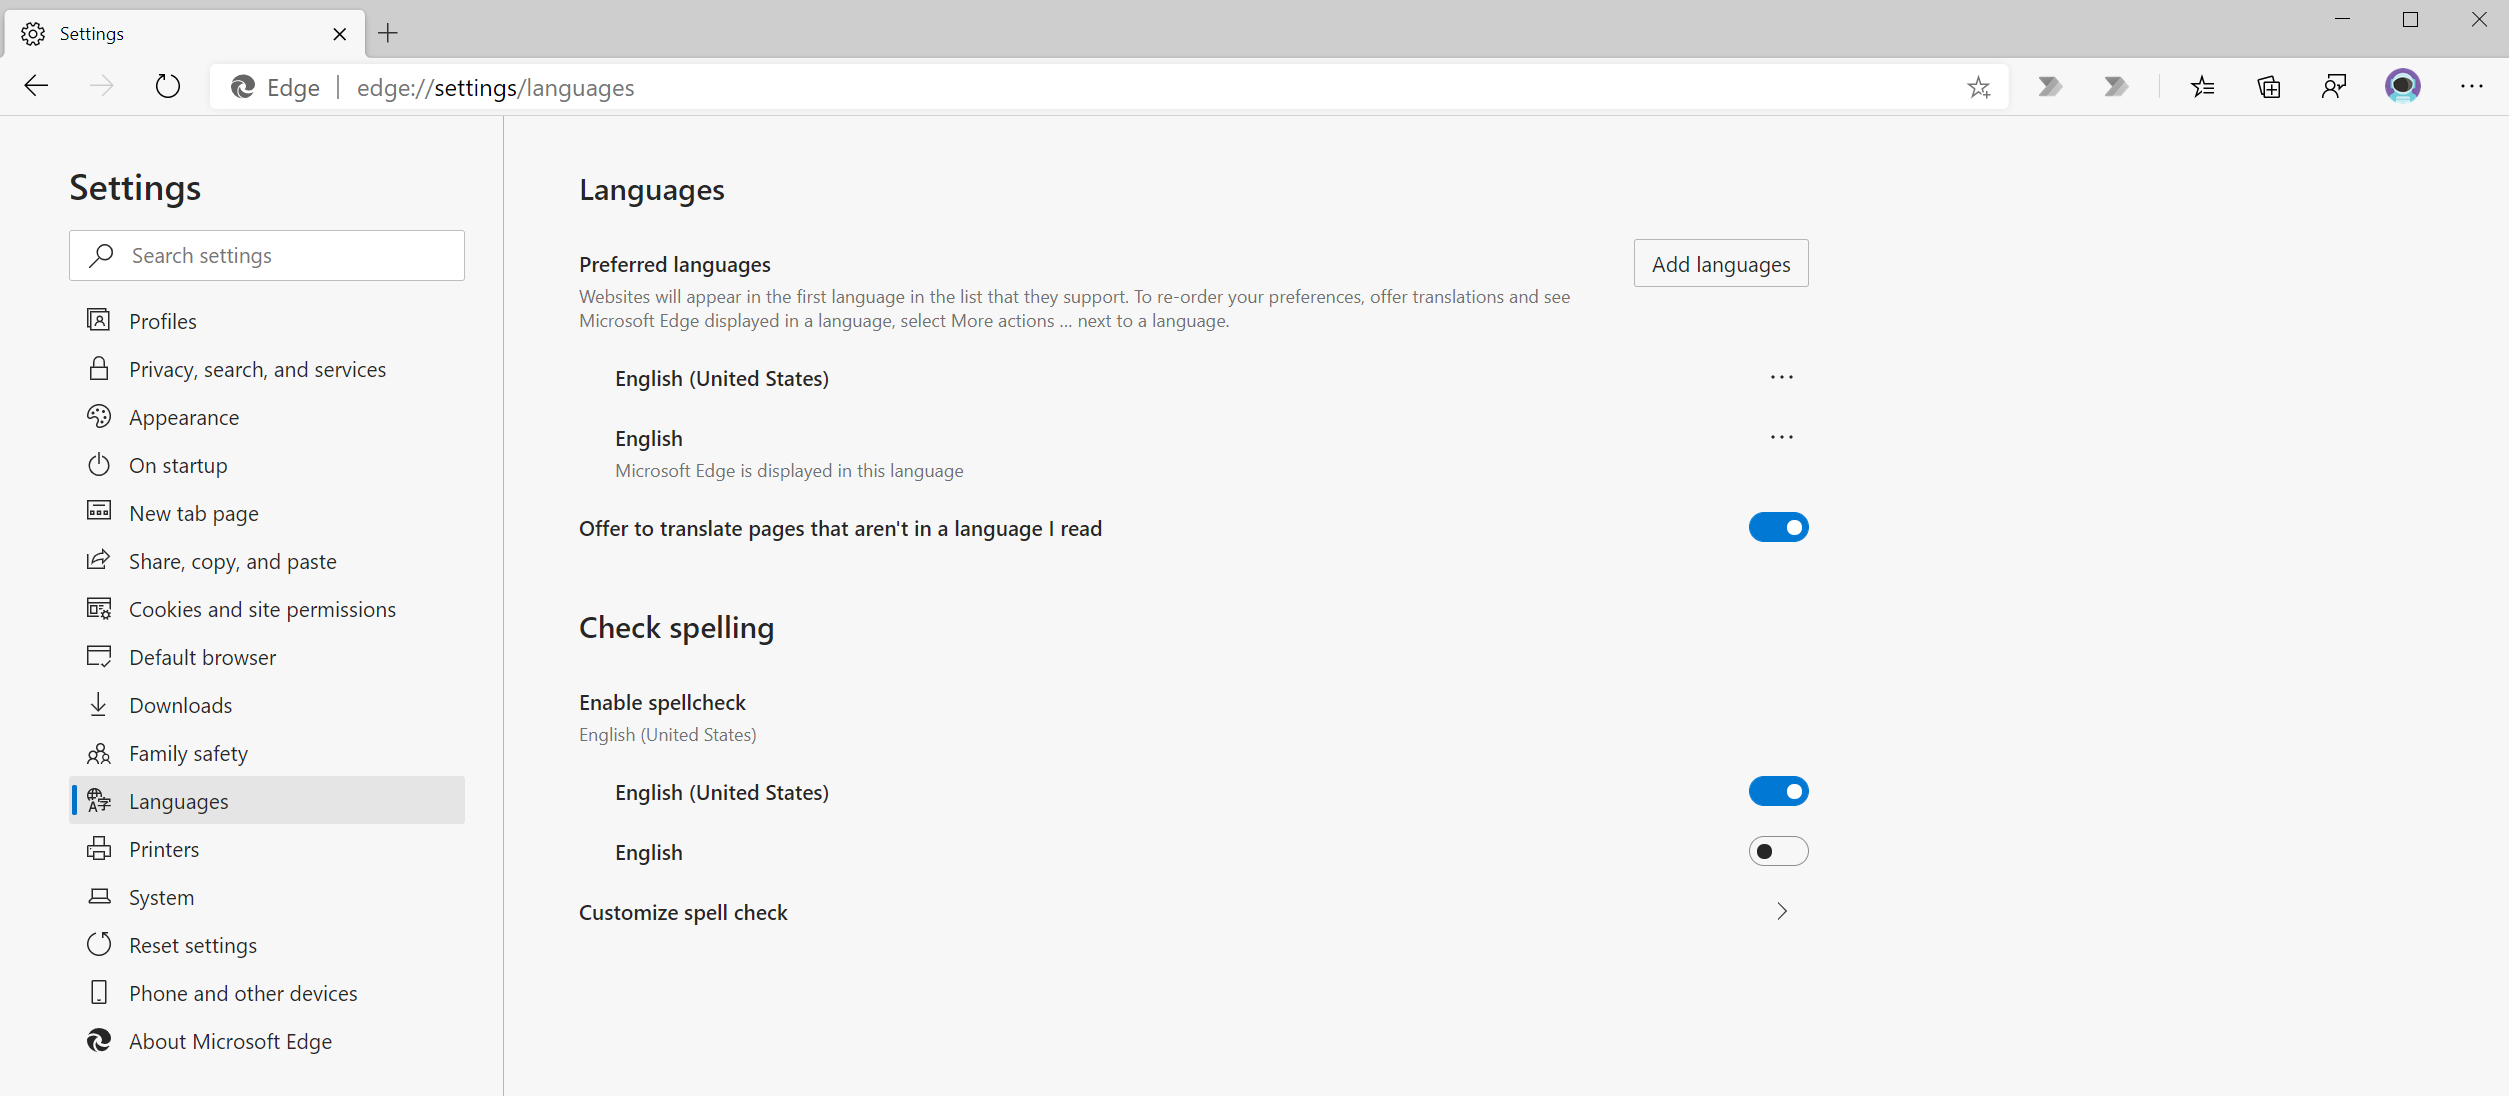 Settings
Edge | edge://settings/languages
Settings
Search settings
Profiles
Privacy, search, and services
Appearance
On startup
New tab page
Share, copy, and paste
Cookies and site permissions
Default browser
Downloads
Family safety
Languages
Printers
System
Reset settings
Phone and other devices
About Microsoft Edge
Languages
Preferred languages
Add languages
Websites will appear in the first language in the list that they support. To re-order your preferences, offer translations and see
Microsoft Edge displayed in a language, select More actions ... next to a language.
English (United States)
English
Microsoft Edge is displayed in this language
Offer to translate pages that aren't in a language I read
Check spelling
Enable spellcheck
English (United States)
English (United States)
English
Customize spell check